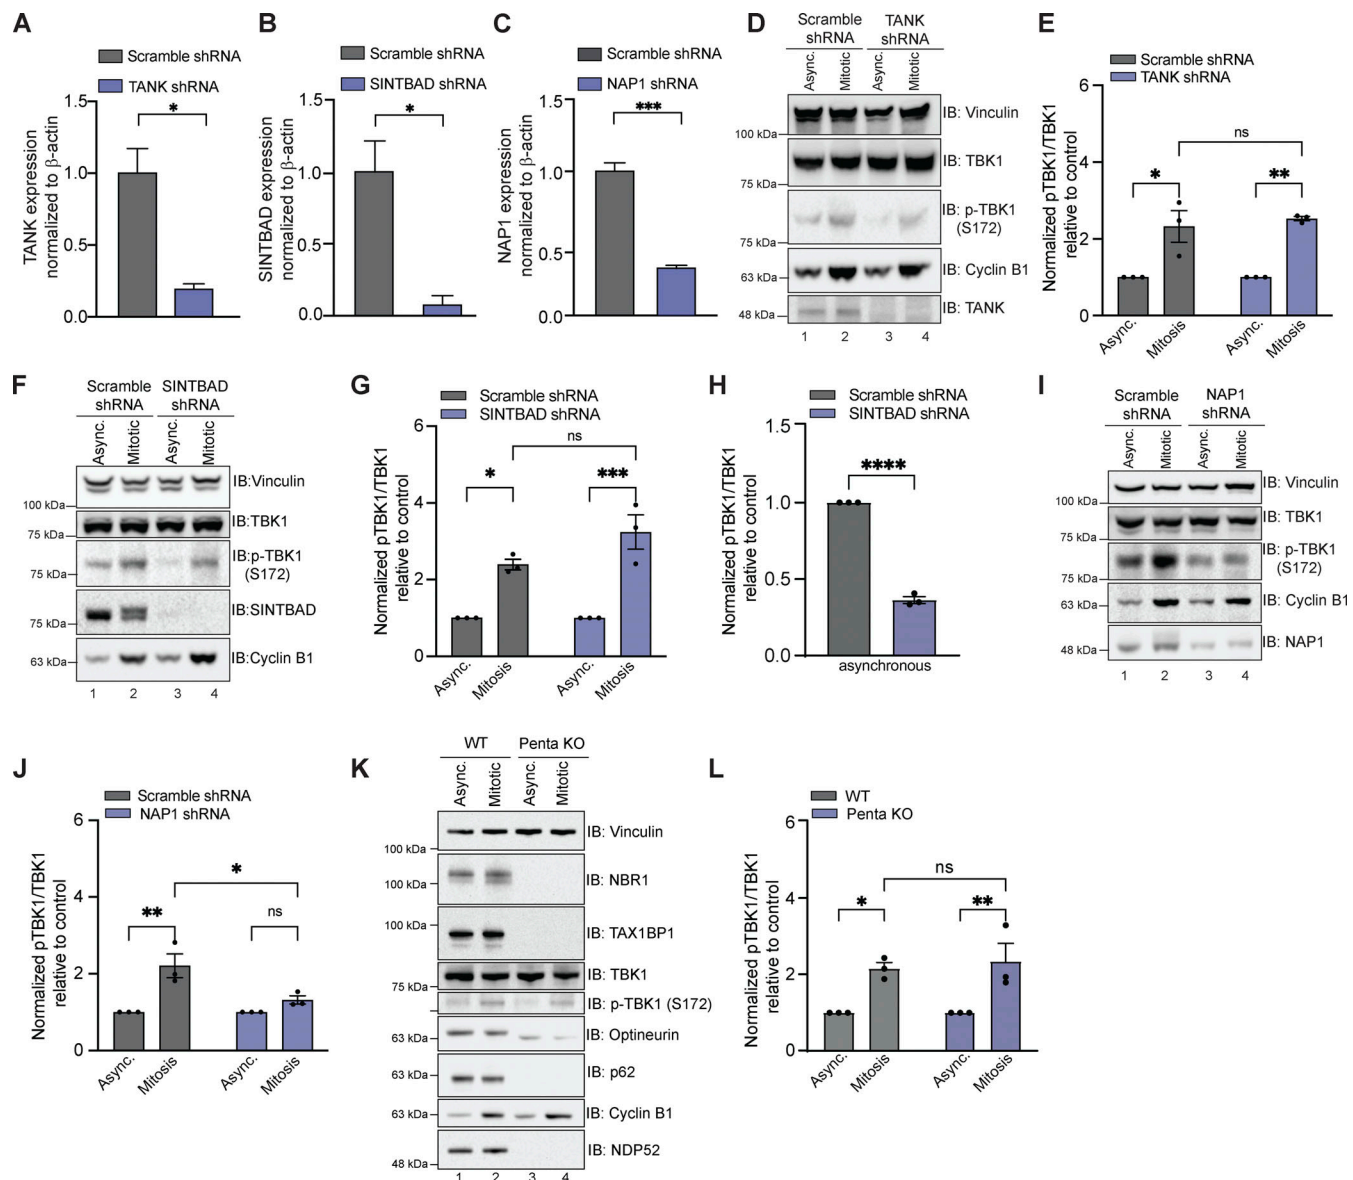 A
Scramble shRNA
TANK shRNA
TANK expression
normalized to β-actin
1.5
1.0
0.5
0.0
*
B
Scramble shRNA
SINTBAD shRNA
SINTBAD expression
normalized to β-actin
1.5
1.0
0.5
0.0
*
C
Scramble shRNA
NAP1 shRNA
NAP1 expression
normalized to β-actin
1.5
1.0
0.5
0.0
***
D
Scramble shRNA
TANK shRNA
Async.
Mitotic
Async.
Mitotic
IB: Vinculin
100 kDa
IB: TBK1
75 kDa
IB: p-TBK1
(S172)
75 kDa
IB: Cyclin B1
63 kDa
IB: TANK
48 kDa
1 2 3 4
E
Scramble shRNA
TANK shRNA
Normalized pTBK1/TBK1
relative to control
6
4
2
0
ns
*
**
Async.
Mitosis
Async.
Mitosis
F
Scramble shRNA
SINTBAD shRNA
Async.
Mitotic
Async.
Mitotic
IB:Vinculin
100 kDa
IB:TBK1
75 kDa
IB:p-TBK1
(S172)
75 kDa
IB:SINTBAD
75 kDa
IB:Cyclin B1
63 kDa
1 2 3 4
G
Scramble shRNA
SINTBAD shRNA
Normalized pTBK1/TBK1
relative to control
6
4
2
0
ns
*
***
Async.
Mitosis
Async.
Mitosis
H
Scramble shRNA
SINTBAD shRNA
Normalized pTBK1/TBK1
relative to control
1.5
1.0
0.5
0.0
****
asynchronous
I
Scramble shRNA
NAP1 shRNA
Async.
Mitotic
Async.
Mitotic
IB: Vinculin
100 kDa
IB: TBK1
75 kDa
IB: p-TBK1
(S172)
75 kDa
IB: Cyclin B1
63 kDa
IB: NAP1
48 kDa
1 2 3 4
J
Scramble shRNA
NAP1 shRNA
Normalized pTBK1/TBK1
relative to control
6
4
2
0
*
**
ns
Async.
Mitosis
Async.
Mitosis
K
WT
Penta KO
Async.
Mitotic
Async.
Mitotic
IB: Vinculin
100 kDa
IB: NBR1
100 kDa
100 kDa
IB: TAX1BP1
IB: TBK1
75 kDa
IB: p-TBK1 (S172)
IB: Optineurin
63 kDa
IB: p62
63 kDa
IB: Cyclin B1
63 kDa
IB: NDP52
48 kDa
1 2 3 4
L
WT
Penta KO
Normalized pTBK1/TBK1
relative to control
6
4
2
0
ns
*
**
Async.
Mitosis
Async.
Mitosis